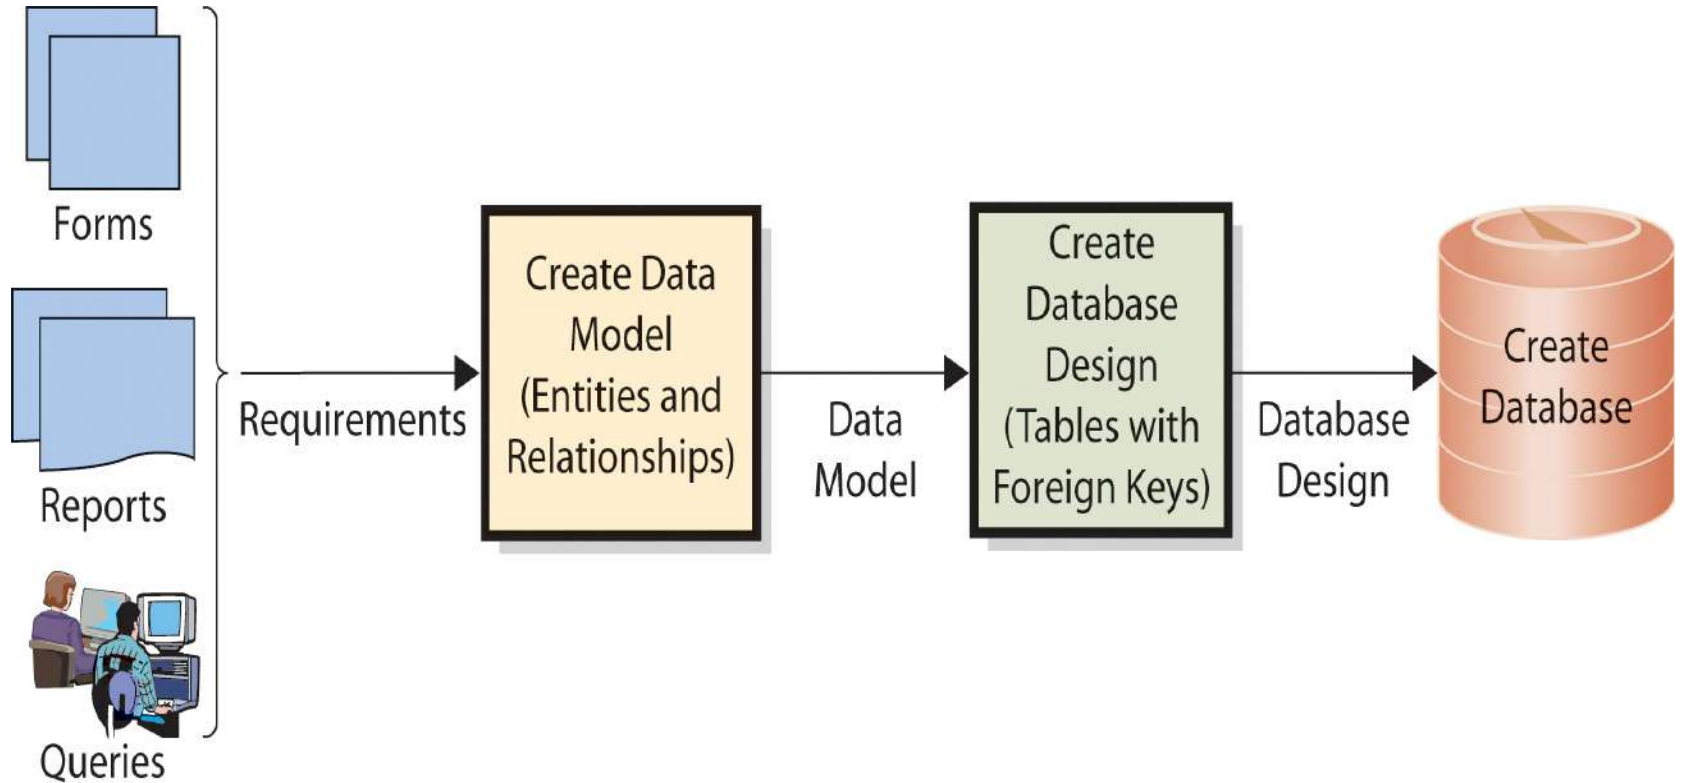 Forms
Reports
Queries
Requirements
Create Data
Model
(Entities and
Relationships)
Data
Model
Create
Database
Design
(Tables with
Foreign Keys)
Database
Design
Create
Database